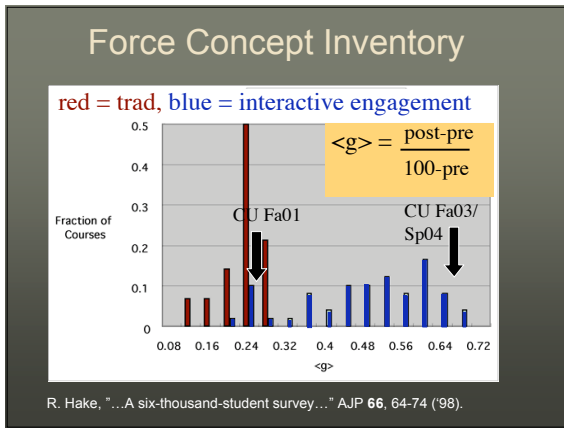 Force Concept Inventory
red = trad, blue = interactive engagement
<g> = post-pre
100-pre
0.5
0.4
0.3
0.2
0.1
0
Fraction of
Courses
CU Fa01
CU Fa03/
Sp04
0.08 0.16 0.24 0.32 0.4 0.48 0.56 0.64 0.72
<g>
R. Hake, "…A six-thousand-student survey…" AJP 66, 64-74 (‘98).